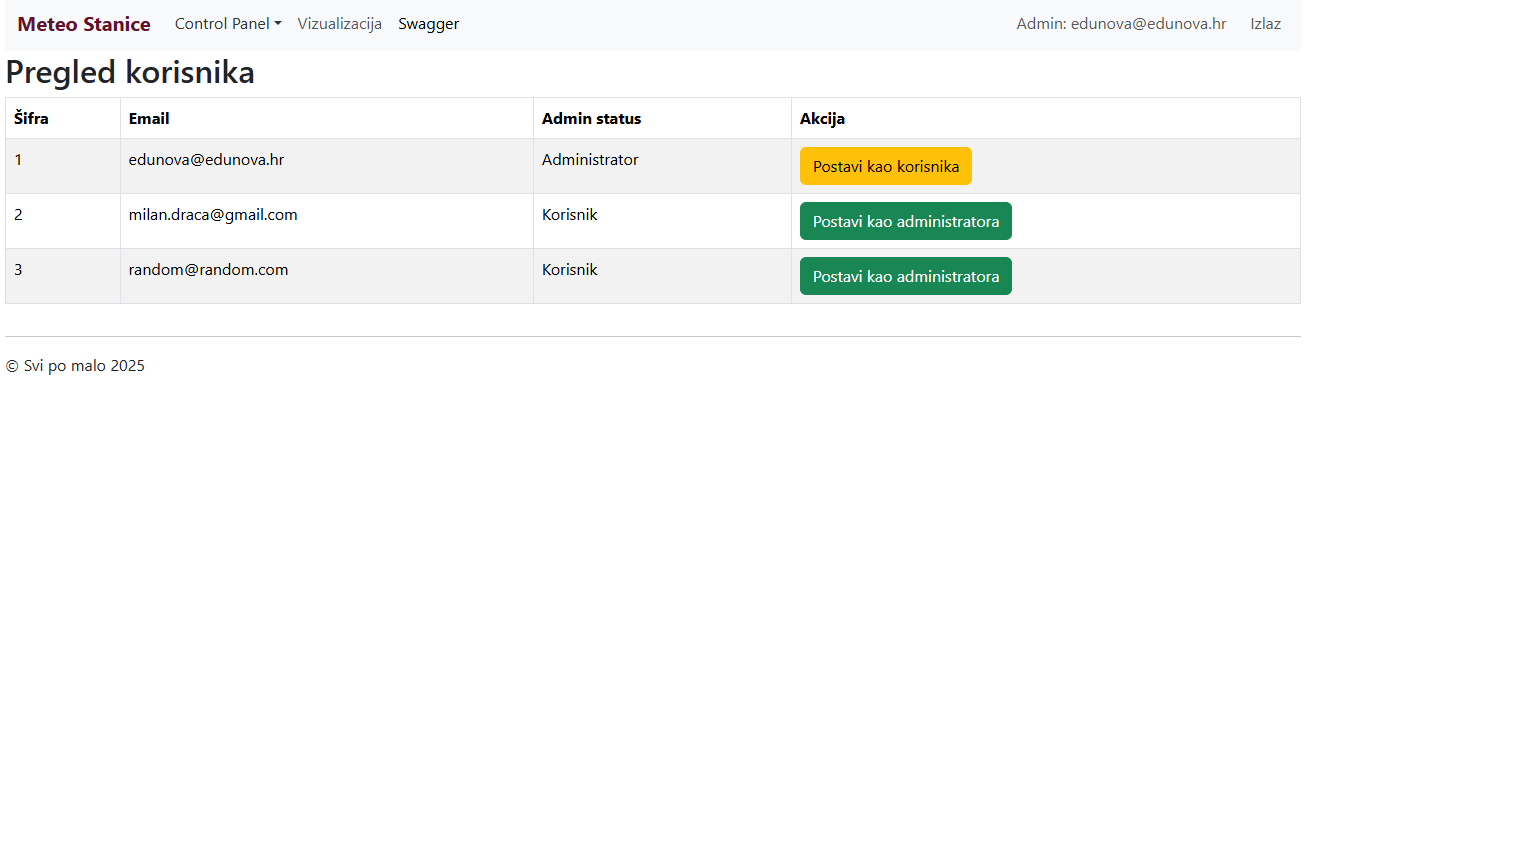 Meteo Stanice Control Panel Vizualizacija Swagger Admin: edunova@edunova.hr Izlaz
Pregled korisnika
Šifra Email Admin status Akcija
1 edunova@edunova.hr Administrator Postavi kao korisnika
2 milan.draca@gmail.com Korisnik Postavi kao administratora
3 random@random.com Korisnik Postavi kao administratora
© Svi po malo 2025